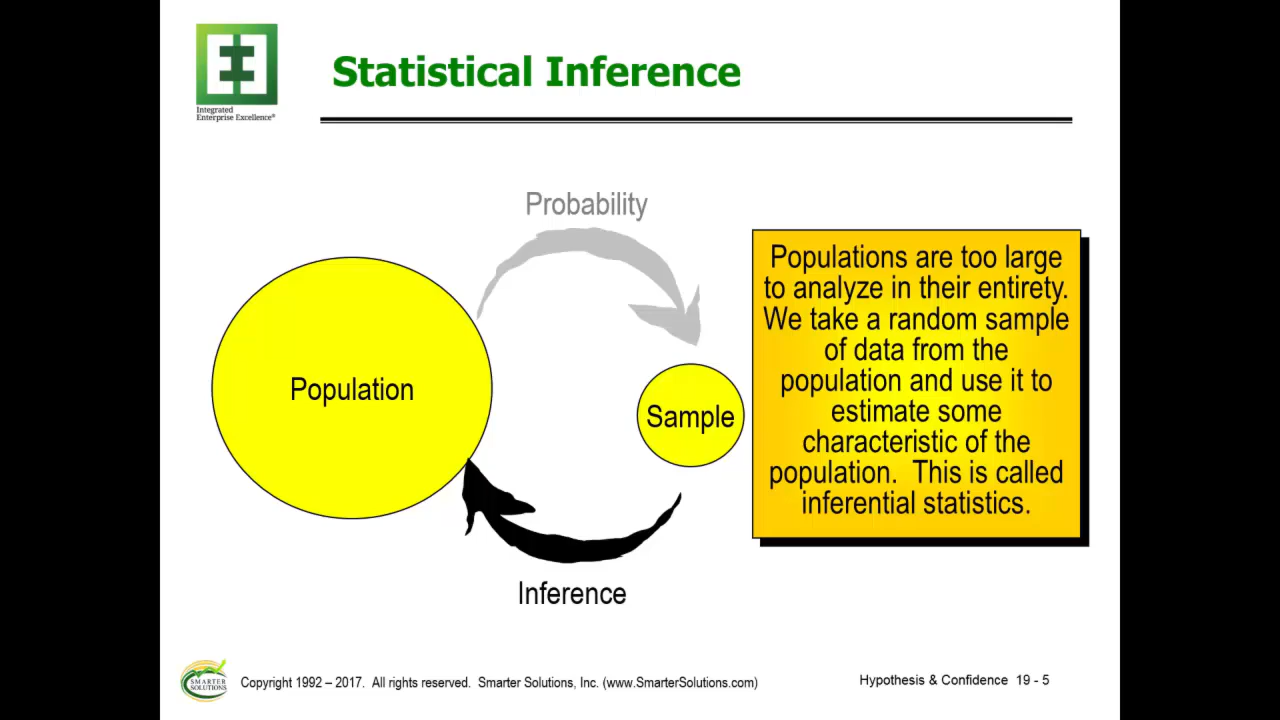 Integrated
Enterprise Excellence®
Statistical Inference
Probability
Population
Sample
Inference
Populations are too large
to analyze in their entirety.
We take a random sample
of data from the
population and use it to
estimate some
characteristic of the
population.  This is called
inferential statistics.
SMARTER
SOLUTIONS
Copyright 1992 – 2017.  All rights reserved.  Smarter Solutions, Inc. (www.SmarterSolutions.com)
Hypothesis & Confidence  19 - 5